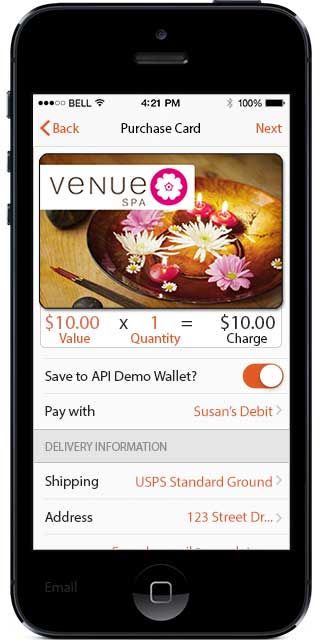 BELL 4:21 PM 100%
Back Purchase Card Next
venue
SPA
$10.00 x 1 = $10.00
Value Quantity Charge
Save to API Demo Wallet?
Pay with Susan's Debit
DELIVERY INFORMATION
Shipping USPS Standard Ground
Address 123 Street Dr...
Email